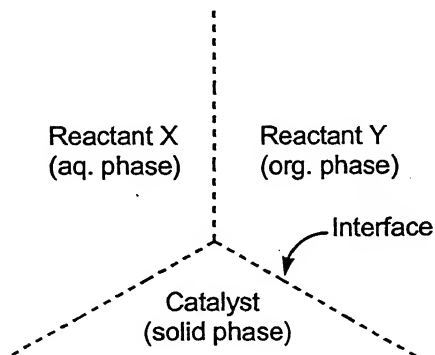 Reactant X
(aq. phase)
Reactant Y
(org. phase)
Interface
Catalyst
(solid phase)